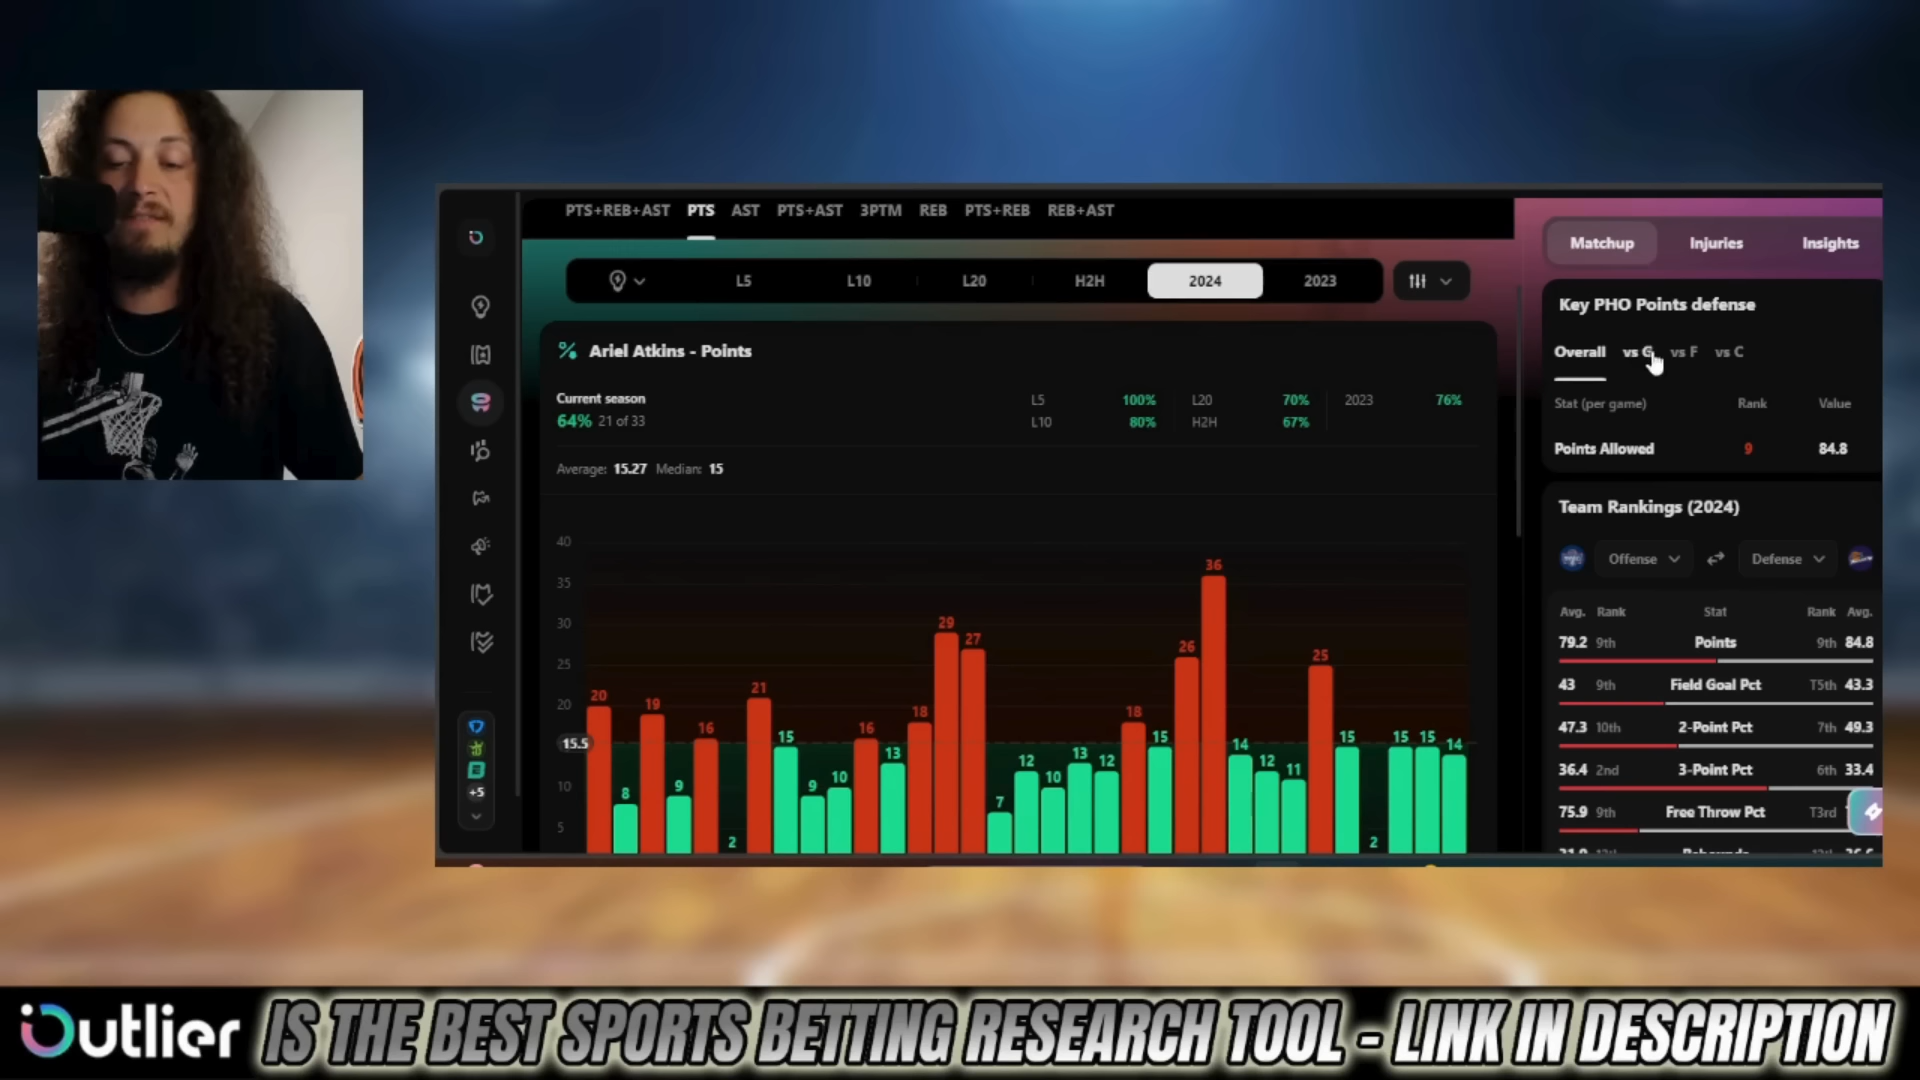 PTS+REB+AST PTS AST PTS+AST 3PTM REB PTS+REB REB+AST
L5 L10 L20 H2H 2024 2023
Matchup Injuries Insights
Ariel Atkins - Points
Current season
64% 21 of 33
L5 100% L20 70% 2023 76%
L10 80% H2H 67%
Average: 15.27 Median: 15
40
35
30
25
20
15.5
10
5
20 8 19 9 16 2 21 15 9 10 16 13 18 29 27 7 12 10 13 12 18 15 26 36 14 12 11 25 15 2 15 15 14
+5
Key PHO Points defense
Overall vs G vs F vs C
Stat (per game) Rank Value
Points Allowed 9 84.8
Team Rankings (2024)
Offense Defense
Avg. Rank Stat Rank Avg.
79.2 9th Points 9th 84.8
43 9th Field Goal Pct T5th 43.3
47.3 10th 2-Point Pct 7th 49.3
36.4 2nd 3-Point Pct 6th 33.4
75.9 9th Free Throw Pct T3rd
Outlier IS THE BEST SPORTS BETTING RESEARCH TOOL - LINK IN DESCRIPTION